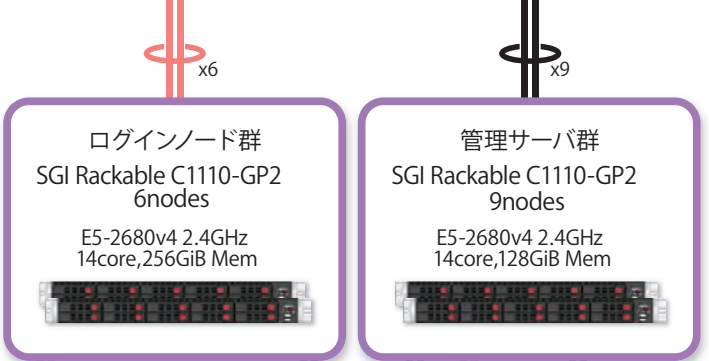 x6
x9
ログインノード群
SGI Rackable C1110-GP2
6nodes
E5-2680v4 2.4GHz
14core,256GiB Mem
管理サーバ群
SGI Rackable C1110-GP2
9nodes
E5-2680v4 2.4GHz
14core,128GiB Mem